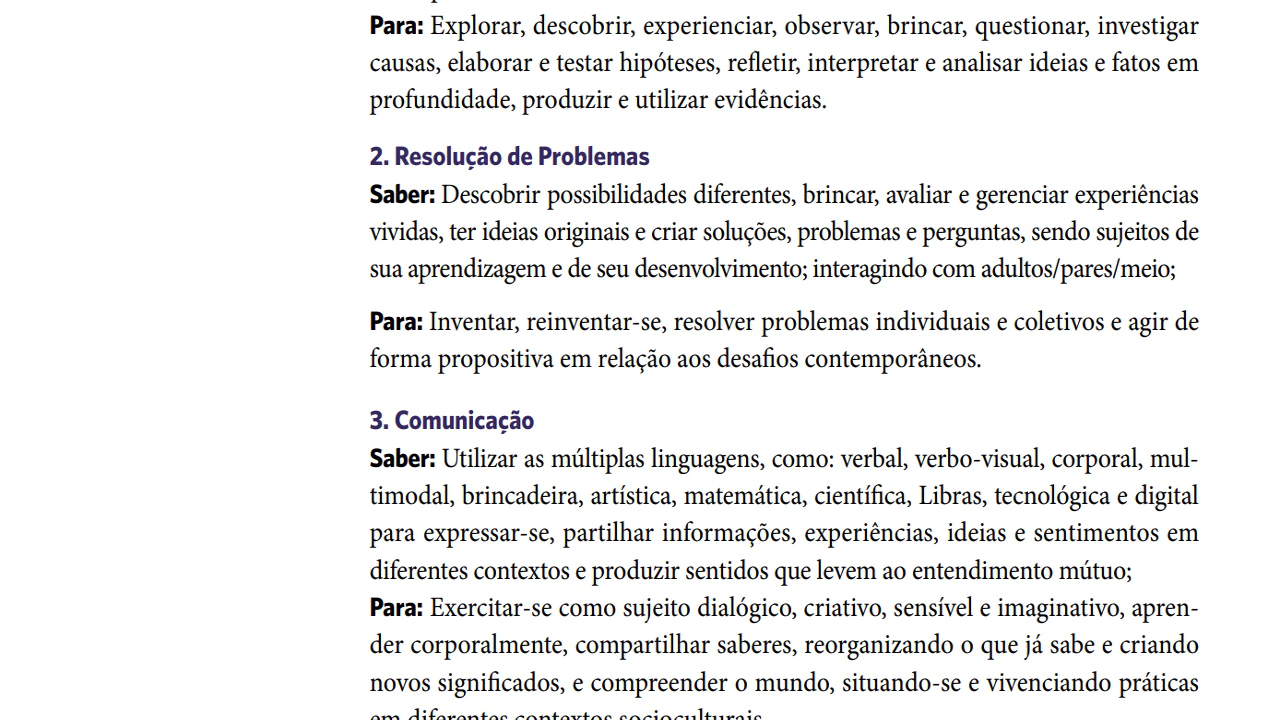 Para: Explorar, descobrir, experienciar, observar, brincar, questionar, investigar
causas, elaborar e testar hipóteses, refletir, interpretar e analisar ideias e fatos em
profundidade, produzir e utilizar evidências.
2. Resolução de Problemas
Saber: Descobrir possibilidades diferentes, brincar, avaliar e gerenciar experiências
vividas, ter ideias originais e criar soluções, problemas e perguntas, sendo sujeitos de
sua aprendizagem e de seu desenvolvimento; interagindo com adultos/pares/meio;
Para: Inventar, reinventar-se, resolver problemas individuais e coletivos e agir de
forma propositiva em relação aos desafios contemporâneos.
3. Comunicação
Saber: Utilizar as múltiplas linguagens, como: verbal, verbo-visual, corporal, mul-
timodal, brincadeira, artística, matemática, científica, Libras, tecnológica e digital
para expressar-se, partilhar informações, experiências, ideias e sentimentos em
diferentes contextos e produzir sentidos que levem ao entendimento mútuo;
Para: Exercitar-se como sujeito dialógico, criativo, sensível e imaginativo, apren-
der corporalmente, compartilhar saberes, reorganizando o que já sabe e criando
novos significados, e compreender o mundo, situando-se e vivenciando práticas
em diferentes contextos socioculturais.